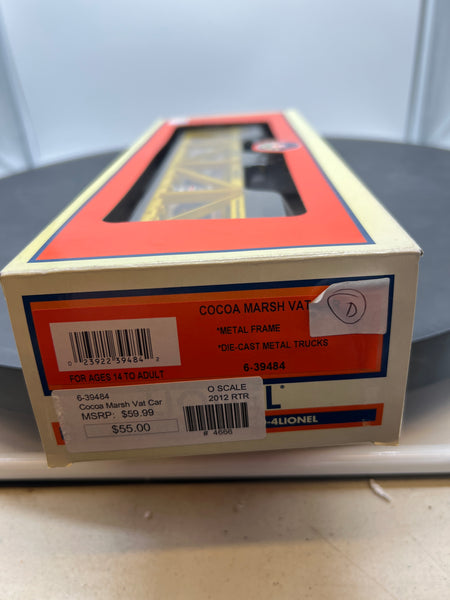 COCOA MARSH VAT
D
*METAL FRAME
*DIE-CAST METAL TRUCKS
6-39484
0 23922 39484 2
FOR AGES 14 TO ADULT
6-39484
Cocoa Marsh Vat Car
MSRP: $59.99
$55.00
O SCALE
2012 RTR
# 4666
L
-4LIONEL